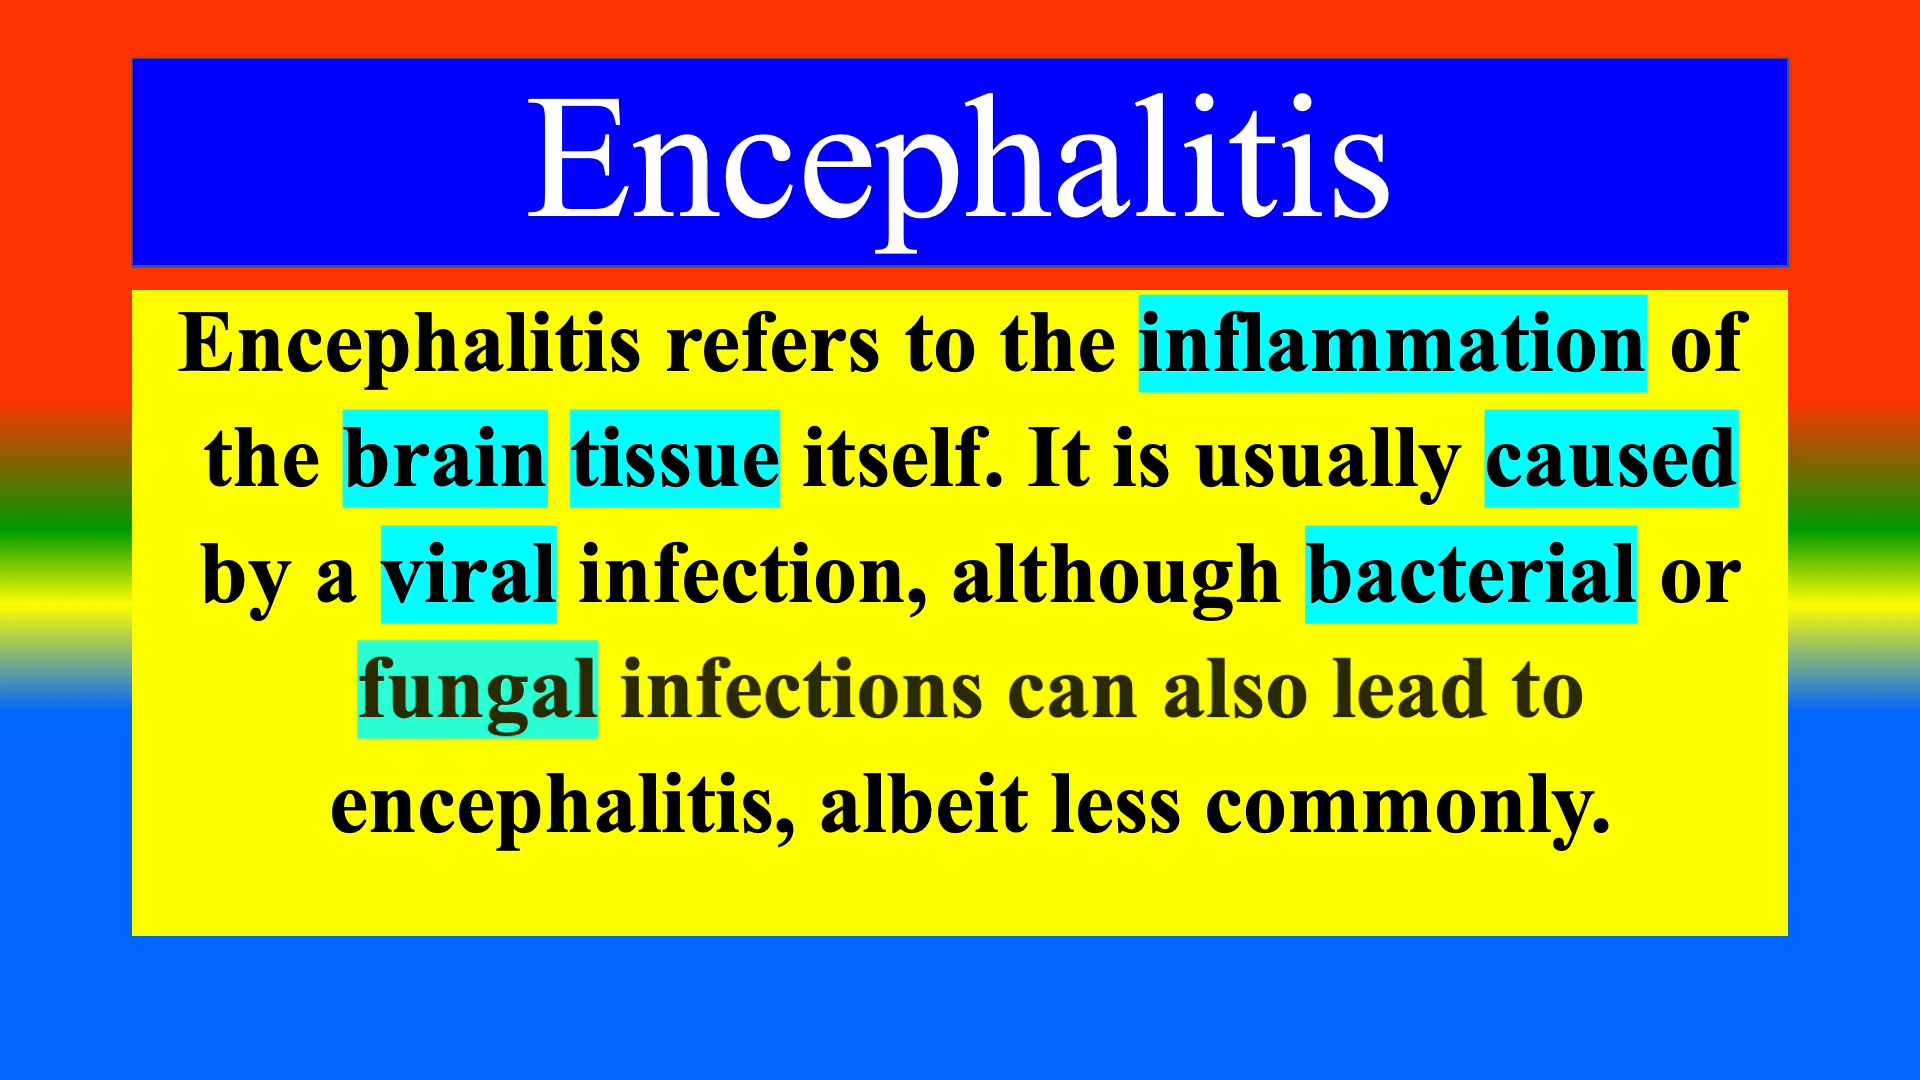 Encephalitis
Encephalitis refers to the inflammation of
the brain tissue itself. It is usually caused
by a viral infection, although bacterial or
fungal infections can also lead to
encephalitis, albeit less commonly.